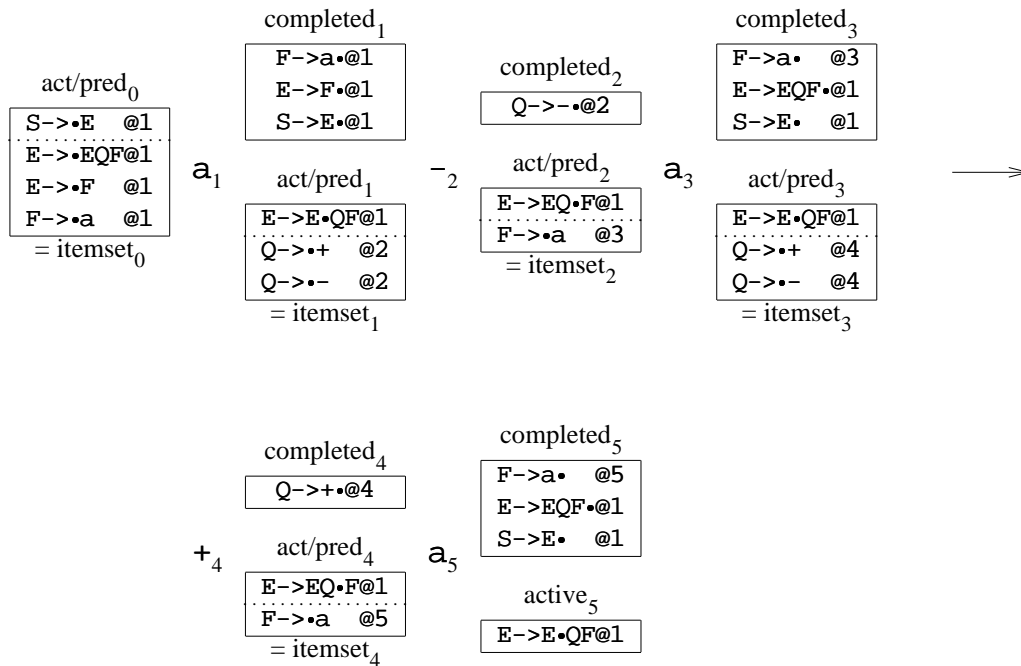 act/pred0
S->•E @1
E->•EQF@1
E->•F @1
F->•a @1
= itemset0
a1
completed1
F->a•@1
E->F•@1
S->E•@1
act/pred1
E->E•QF@1
Q->•+ @2
Q->•- @2
= itemset1
-2
completed2
Q->-•@2
act/pred2
E->EQ•F@1
F->•a @3
= itemset2
a3
completed3
F->a• @3
E->EQF•@1
S->E• @1
act/pred3
E->E•QF@1
Q->•+ @4
Q->•- @4
= itemset3
+4
completed4
Q->+•@4
act/pred4
E->EQ•F@1
F->•a @5
= itemset4
a5
completed5
F->a• @5
E->EQF•@1
S->E• @1
active5
E->E•QF@1